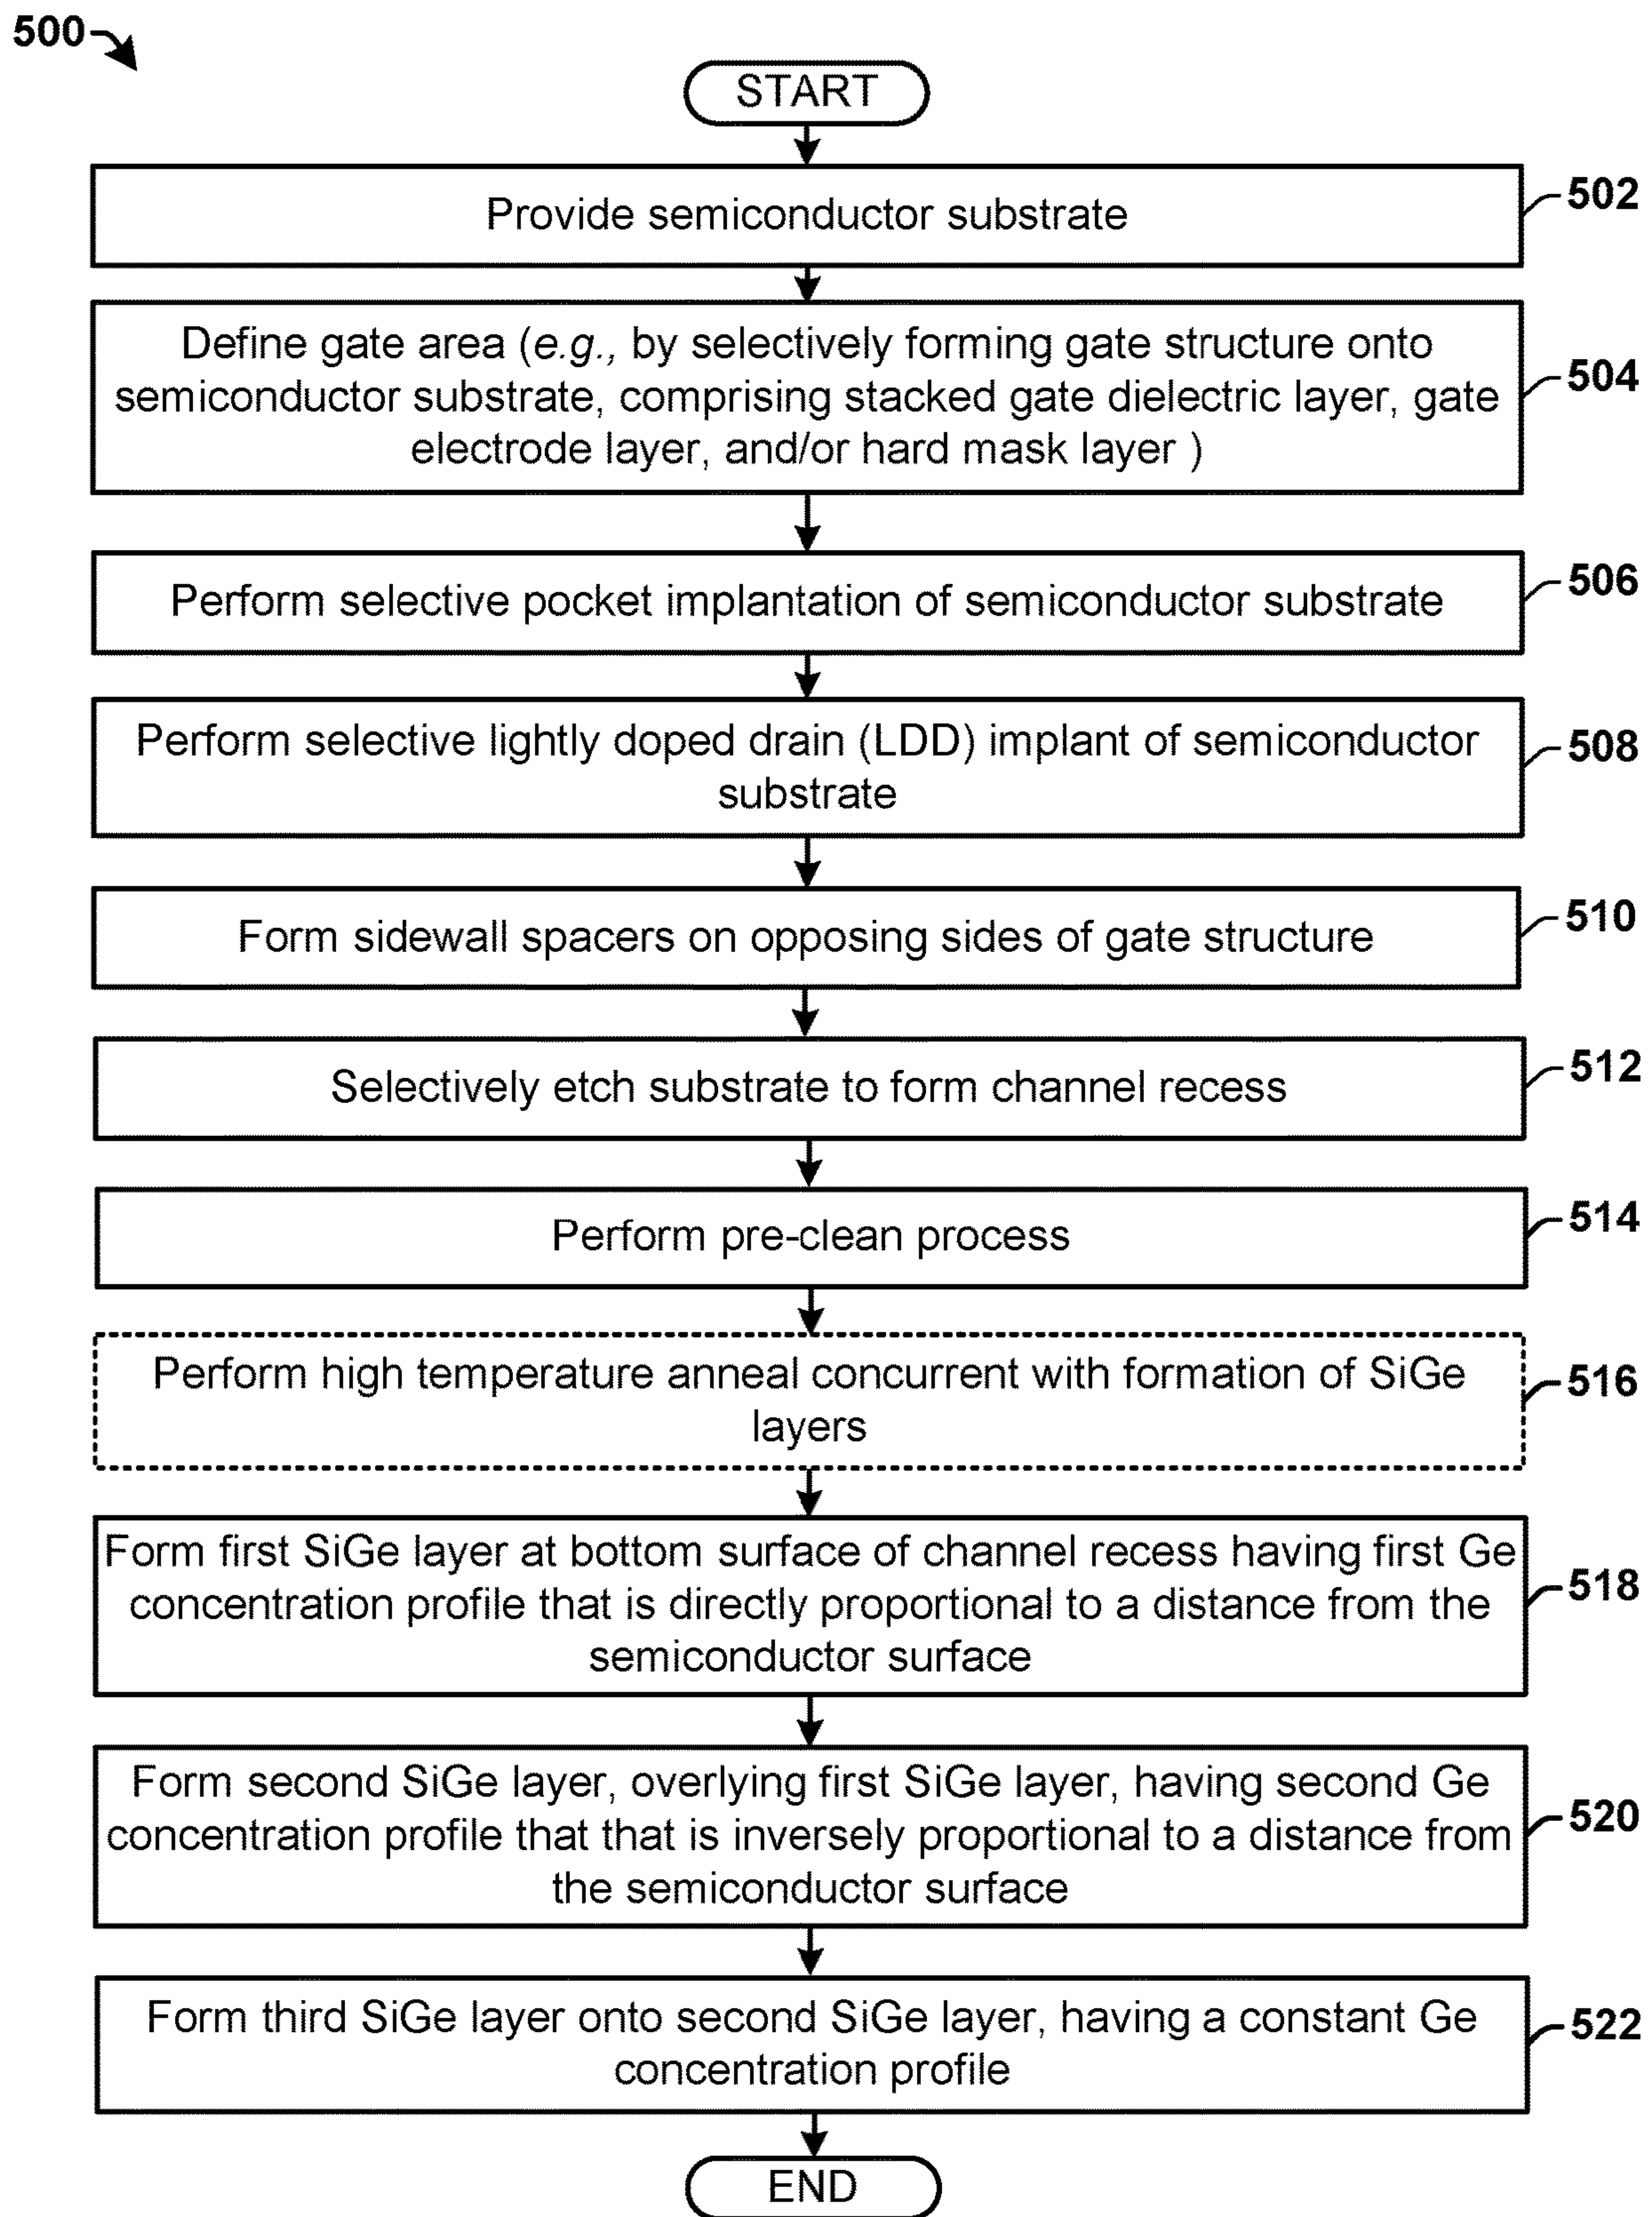 500
START
Provide semiconductor substrate
502
Define gate area (e.g., by selectively forming gate structure onto
semiconductor substrate, comprising stacked gate dielectric layer, gate
electrode layer, and/or hard mask layer )
504
Perform selective pocket implantation of semiconductor substrate
506
Perform selective lightly doped drain (LDD) implant of semiconductor
substrate
508
Form sidewall spacers on opposing sides of gate structure
510
Selectively etch substrate to form channel recess
512
Perform pre-clean process
514
Perform high temperature anneal concurrent with formation of SiGe
layers
516
Form first SiGe layer at bottom surface of channel recess having first Ge
concentration profile that is directly proportional to a distance from the
semiconductor surface
518
Form second SiGe layer, overlying first SiGe layer, having second Ge
concentration profile that that is inversely proportional to a distance from
the semiconductor surface
520
Form third SiGe layer onto second SiGe layer, having a constant Ge
concentration profile
522
END